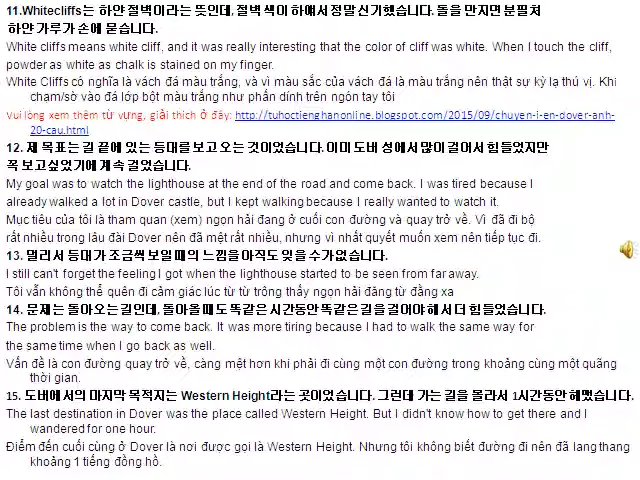 11.Whitecliffs는 하얀 절벽이라는 뜻인데, 절벽 색이 하얘서 정말 신기했습니다. 돌을 만지면 분필처
하얀 가루가 손에 묻습니다.
White cliffs means white cliff, and it was really interesting that the color of cliff was white. When I touch the cliff,
powder as white as chalk is stained on my finger.
White Cliffs có nghĩa là vách đá màu trắng, và vì màu sắc của vách đá là màu trắng nên thật sự kỳ lạ thú vị. Khi
chạm/sờ vào đá lớp bột màu trắng như phấn dính trên ngón tay tôi
Vui lòng xem thêm từ vựng, giải thích ở đây: http://tuhoctienghanonline.blogspot.com/2015/09/chuyen-i-en-dover-anh-
20-cau.html
12. 제 목표는 길 끝에 있는 등대를 보고 오는 것이었습니다. 이미 도버 성에서 많이 걸어서 힘들었지만
꼭 보고싶었기에 계속 걸었습니다.
My goal was to watch the lighthouse at the end of the road and come back. I was tired because I
already walked a lot in Dover castle, but I kept walking because I really wanted to watch it.
Mục tiêu của tôi là tham quan (xem) ngọn hải đang ở cuối con đường và quay trở về. Vì đã đi bộ
rất nhiều trong lâu đài Dover nên đã mệt rất nhiều, nhưng vì nhất quyết muốn xem nên tiếp tục đi.
13. 멀리서 등대가 조금씩 보일 때의 느낌을 아직도 잊을 수가 없습니다.
I still can't forget the feeling I got when the lighthouse started to be seen from far away.
Tôi vẫn không thể quên đi cảm giác lúc từ từ trông thấy ngọn hải đăng từ đằng xa
14. 문제는 돌아오는 길인데, 돌아올 때도 똑같은 시간동안 똑같은 길을 걸어야 해서 더 힘들었습니다.
The problem is the way to come back. It was more tiring because I had to walk the same way for
the same time when I go back as well.
Vấn đề là con đường quay trở về, càng mệt hơn khi phải đi cùng một con đường trong khoảng cùng một quãng
thời gian.
15. 도버에서의 마지막 목적지는 Western Height라는 곳이었습니다. 그런데 가는 길을 몰라서 1시간동안 헤맸습니다.
The last destination in Dover was the place called Western Height. But I didn't know how to get there and I
wandered for one hour.
Điểm đến cuối cùng ở Dover là nơi được gọi là Western Height. Nhưng tôi không biết đường đi nên đã lang thang
khoảng 1 tiếng đồng hồ.